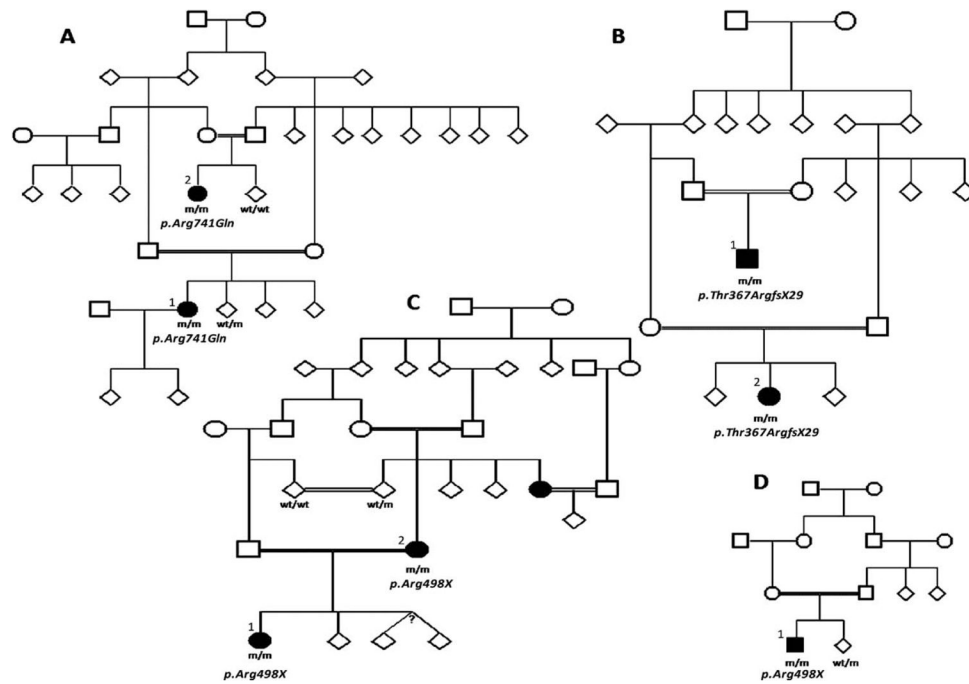 A
2
m/m wt/wt
p.Arg741Gln
1
m/m wt/m
p.Arg741Gln
B
1
m/m
p.Thr367ArgfsX29
2
m/m
p.Thr367ArgfsX29
C
wt/wt wt/m
2
m/m
p.Arg498X
?
1
m/m
p.Arg498X
D
1
m/m wt/m
p.Arg498X